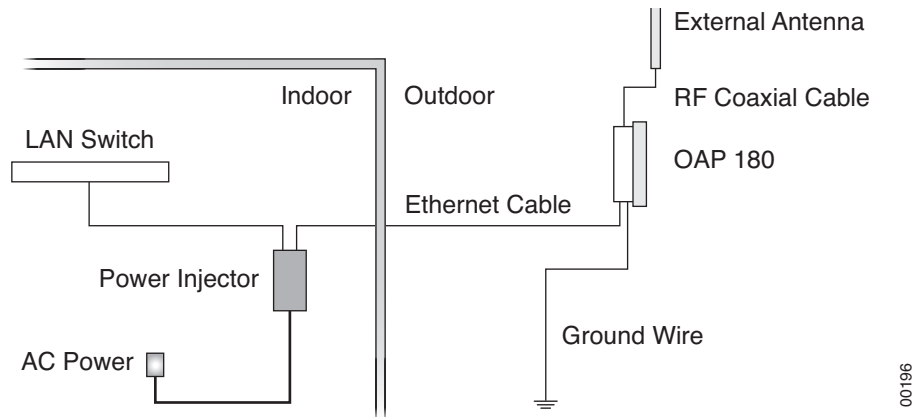 External Antenna
Indoor
Outdoor
RF Coaxial Cable
LAN Switch
OAP 180
Ethernet Cable
Power Injector
Ground Wire
AC Power
00196